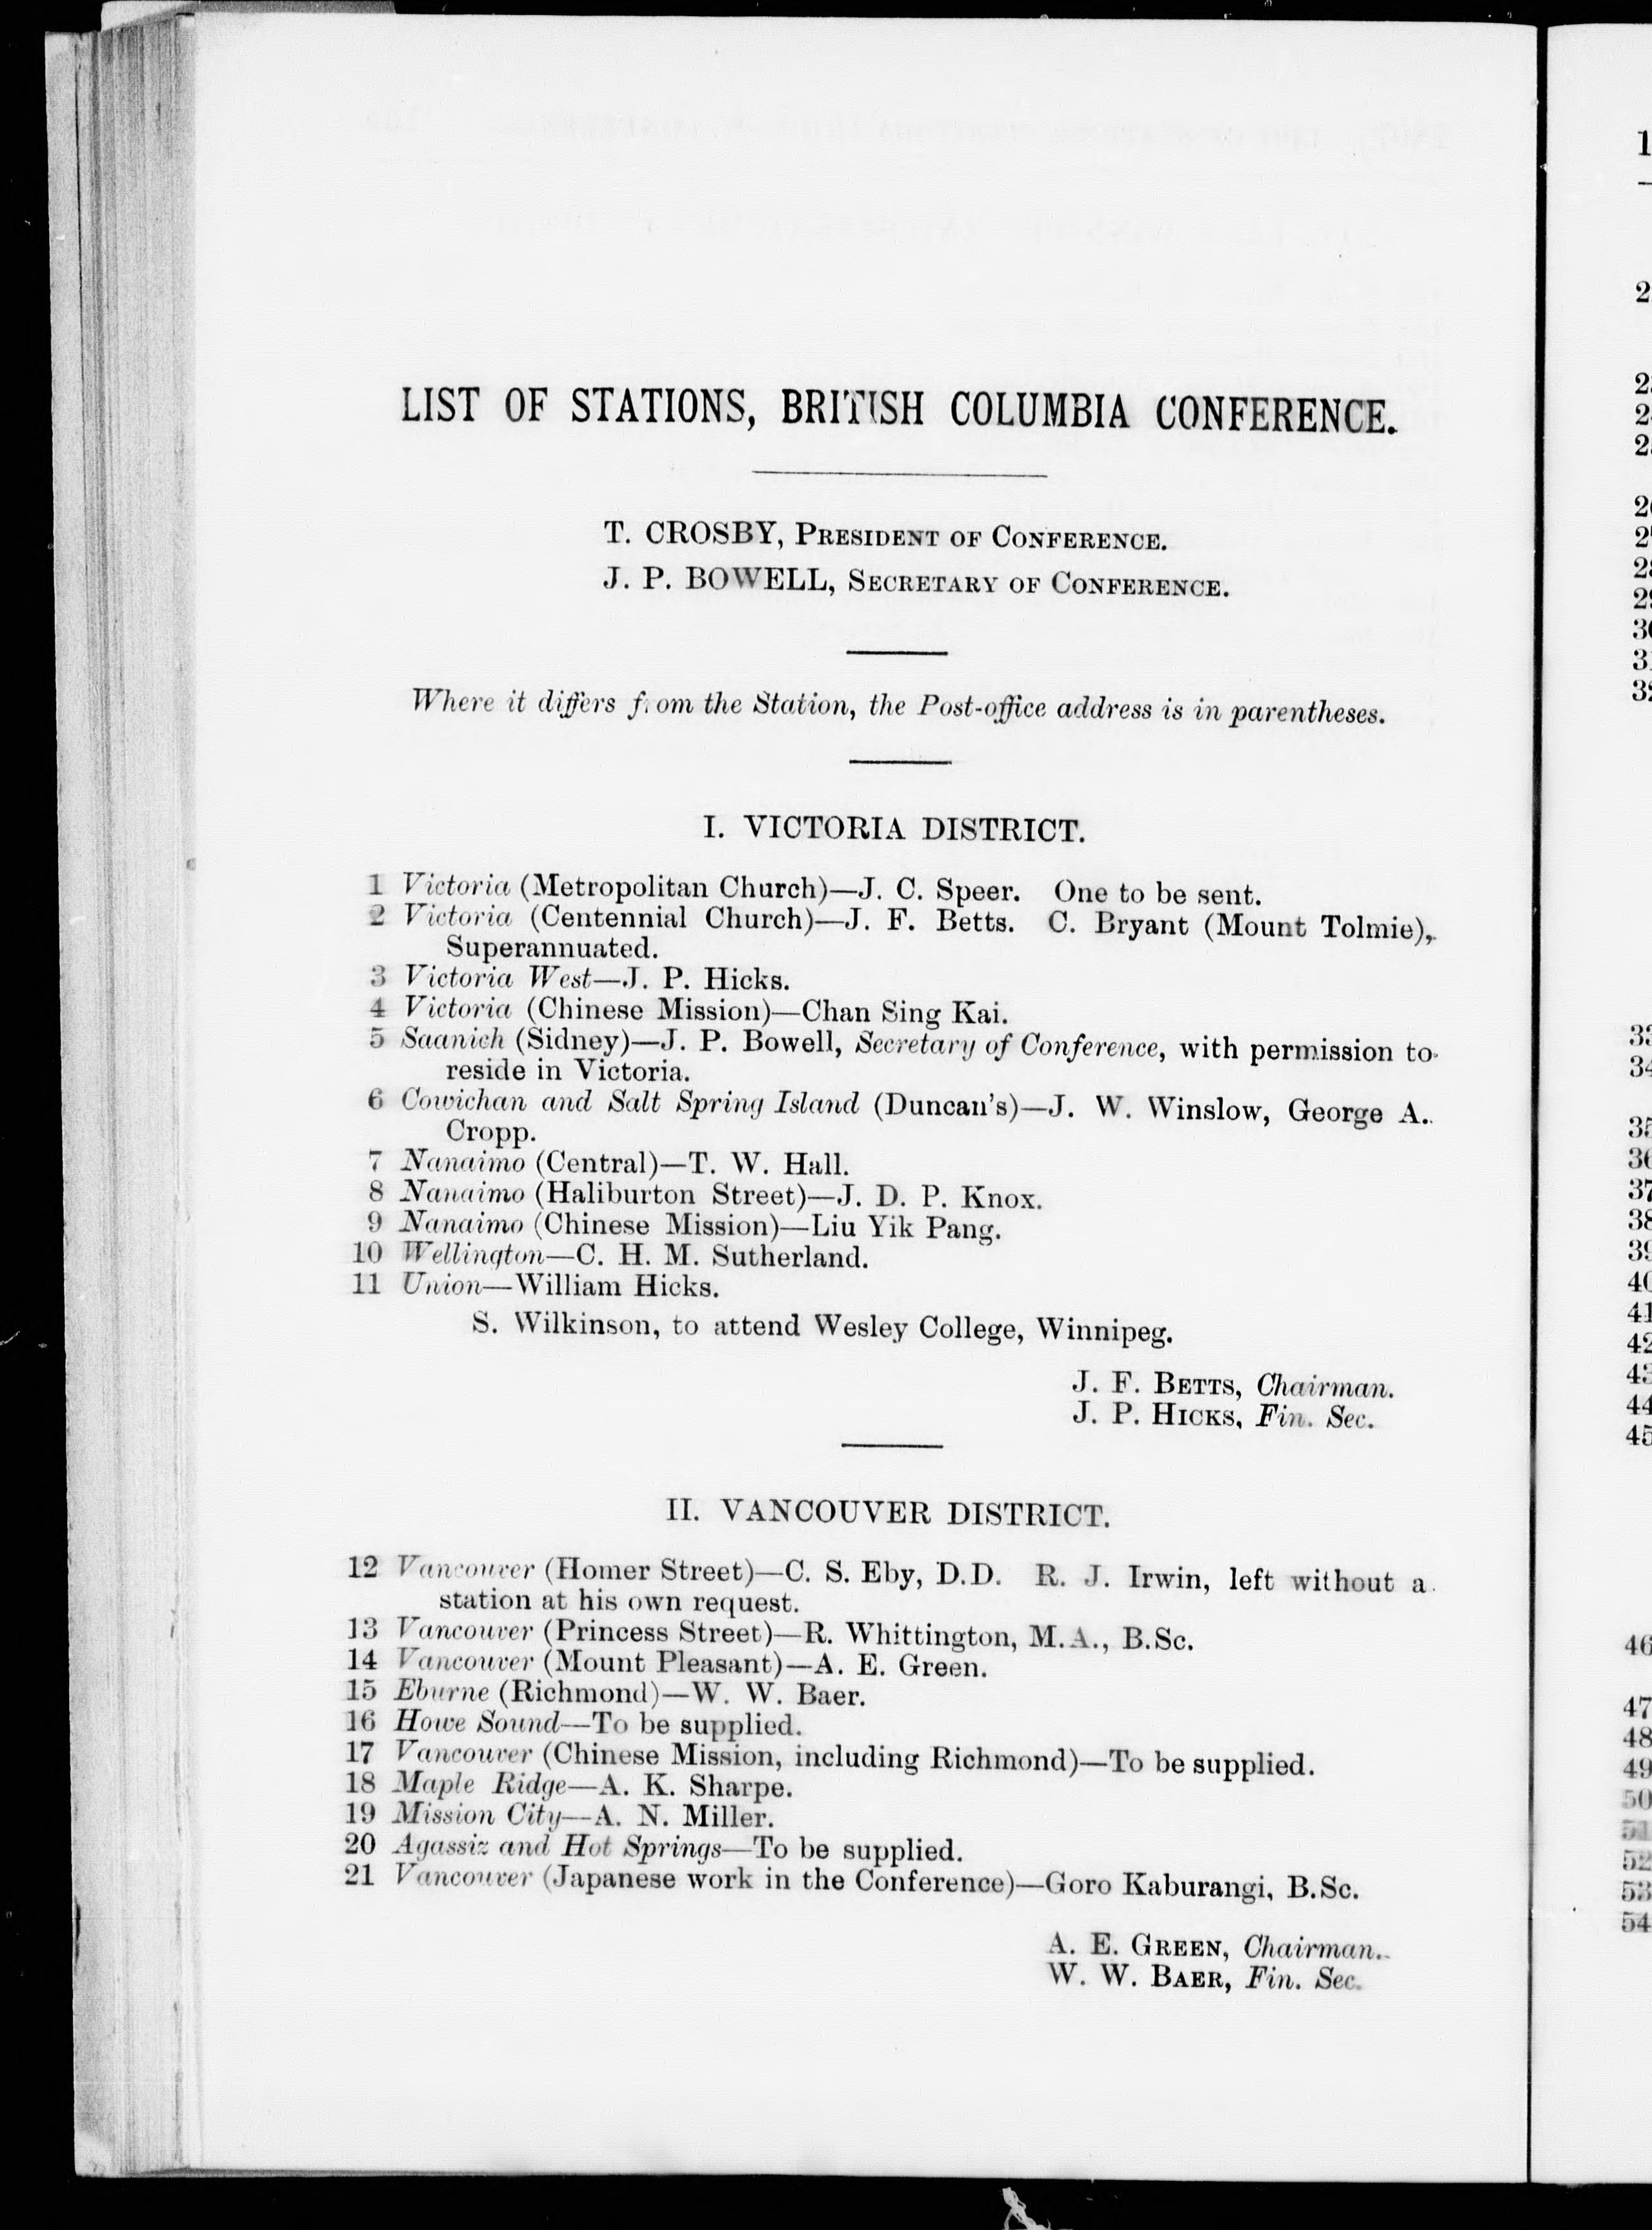 LIST OF STATIONS, BRITISH COLUMBIA CONFERENCE.
T. CROSBY, PRESIDENT OF CONFERENCE.
J. P. BOWELL, SECRETARY OF CONFERENCE.
Where it differs from the Station, the Post-office address is in parentheses.
I. VICTORIA DISTRICT.
1 Victoria (Metropolitan Church)—J. C. Speer. One to be sent.
2 Victoria (Centennial Church)—J. F. Betts. C. Bryant (Mount Tolmie),
Superannuated.
3 Victoria West—J. P. Hicks.
4 Victoria (Chinese Mission)—Chan Sing Kai.
5 Saanich (Sidney)—J. P. Bowell, Secretary of Conference, with permission to
reside in Victoria.
6 Cowichan and Salt Spring Island (Duncan's)—J. W. Winslow, George A.
Cropp.
7 Nanaimo (Central)—T. W. Hall.
8 Nanaimo (Haliburton Street)—J. D. P. Knox.
9 Nanaimo (Chinese Mission)—Liu Yik Pang.
10 Wellington—C. H. M. Sutherland.
11 Union—William Hicks.
S. Wilkinson, to attend Wesley College, Winnipeg.
J. F. BETTS, Chairman.
J. P. HICKS, Fin. Sec.
II. VANCOUVER DISTRICT.
12 Vancouver (Homer Street)—C. S. Eby, D.D. R. J. Irwin, left without a
station at his own request.
13 Vancouver (Princess Street)—R. Whittington, M.A., B.Sc.
14 Vancouver (Mount Pleasant)—A. E. Green.
15 Eburne (Richmond)—W. W. Baer.
16 Howe Sound—To be supplied.
17 Vancouver (Chinese Mission, including Richmond)—To be supplied.
18 Maple Ridge—A. K. Sharpe.
19 Mission City—A. N. Miller.
20 Agassiz and Hot Springs—To be supplied.
21 Vancouver (Japanese work in the Conference)—Goro Kaburangi, B.Sc.
A. E. GREEN, Chairman.
W. W. BAER, Fin. Sec.